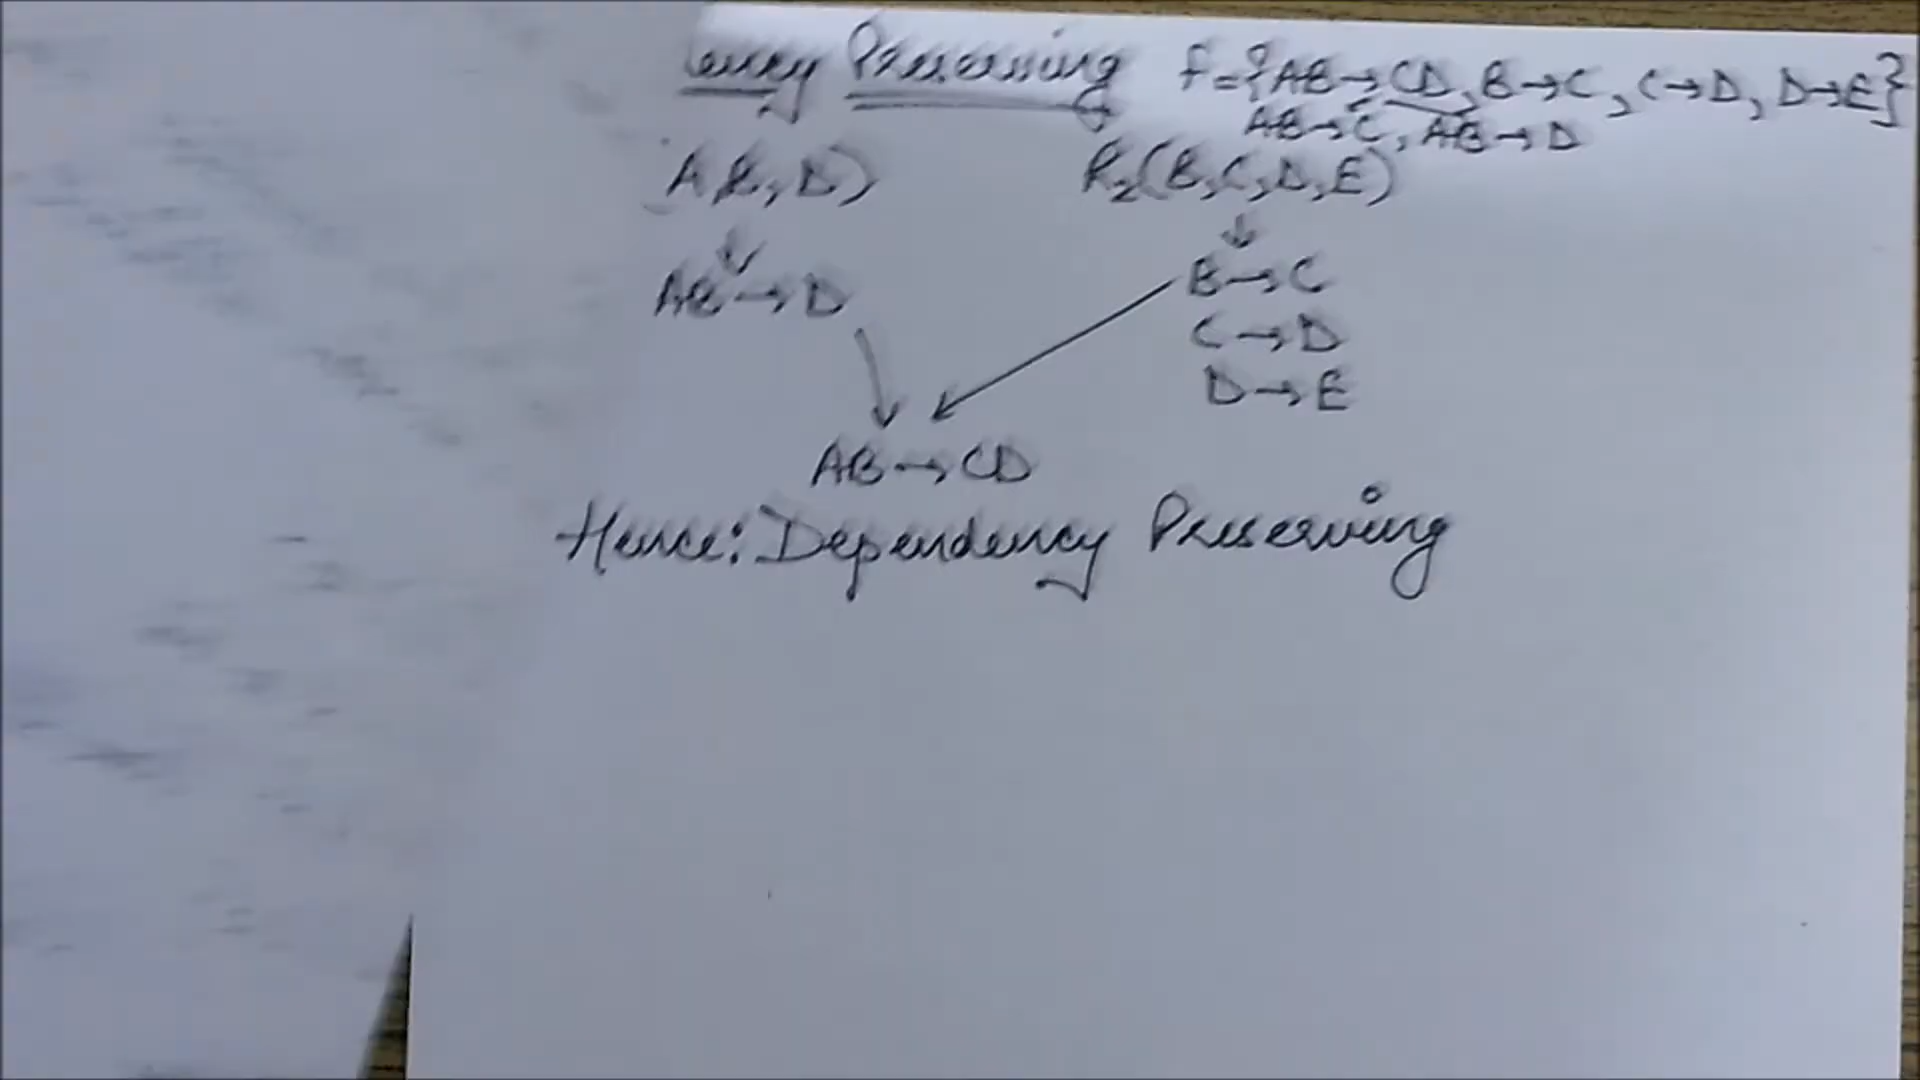 Preserving F={AB→CD, B→C, C→D, D→E}
AB→C, AB→D
A B, D) R₂(B,C,D,E)
↓ ↓
AB→D B→C
C→D
D→E
AB→CD
Hence: Dependency Preserving